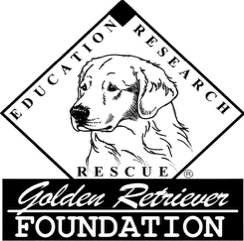 EDUCATION RESEARCH
RESCUE ®
Golden Retriever
FOUNDATION